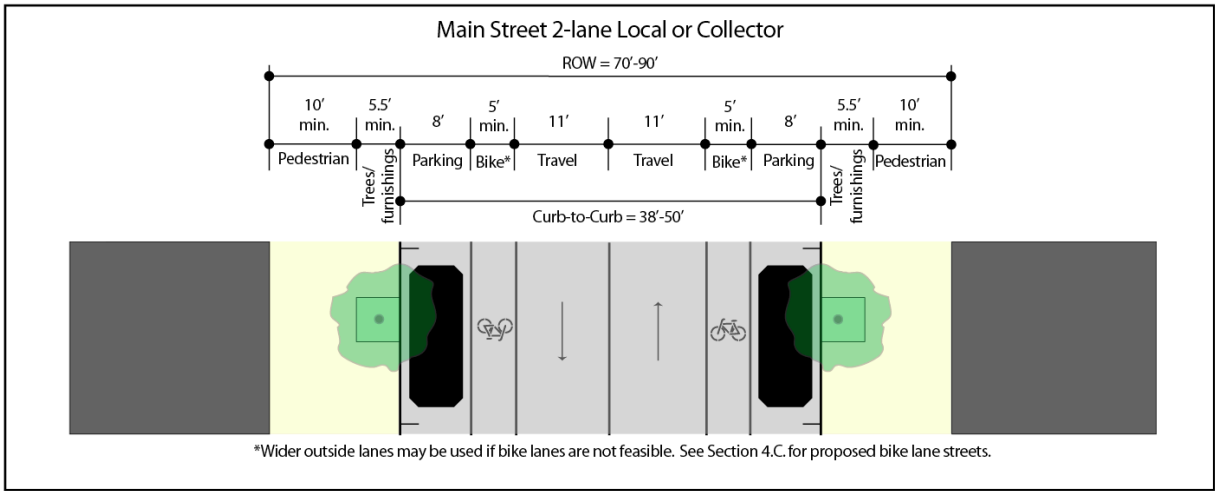 Main Street 2-lane Local or Collector
ROW = 70'-90'
10' min. 5.5' min. 8' 5' min. 11' 11' 5' min. 8' 5.5' min. 10' min.
Pedestrian Trees/ furnishings Parking Bike* Travel Travel Bike* Parking Trees/ furnishings Pedestrian
Curb-to-Curb = 38'-50'
*Wider outside lanes may be used if bike lanes are not feasible. See Section 4.C. for proposed bike lane streets.